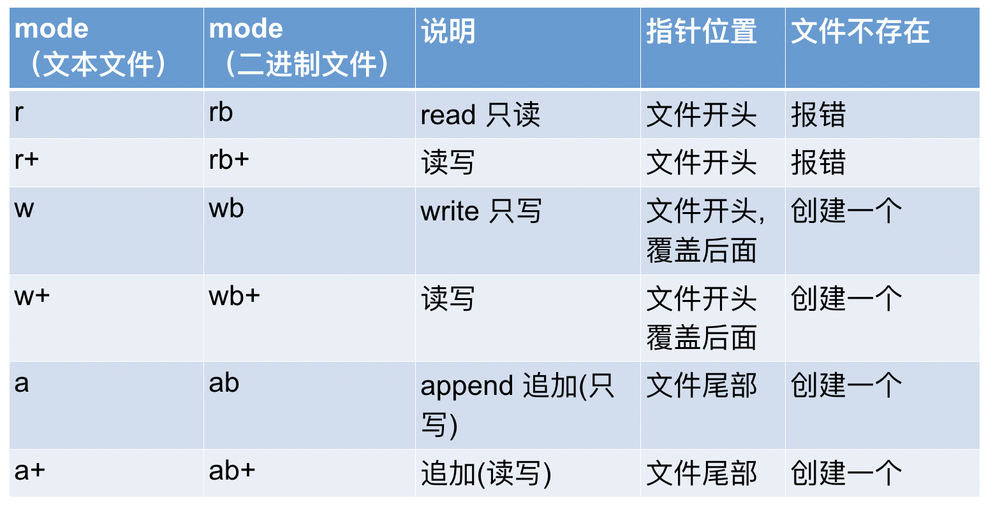 mode
（文本文件）
mode
（二进制文件）
说明
指针位置
文件不存在
r
rb
read 只读
文件开头
报错
r+
rb+
读写
文件开头
报错
w
wb
write 只写
文件开头,
覆盖后面
创建一个
w+
wb+
读写
文件开头
覆盖后面
创建一个
a
ab
append 追加(只
写)
文件尾部
创建一个
a+
ab+
追加(读写)
文件尾部
创建一个